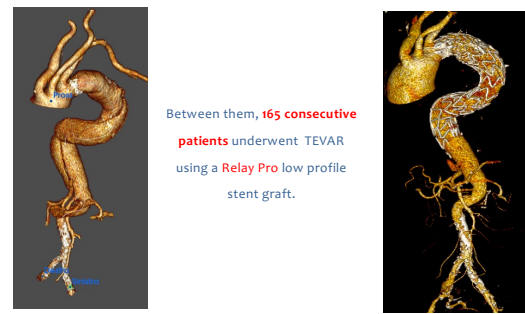 Between them, 165 consecutive
patients underwent TEVAR
using a Relay Pro low profile
stent graft.